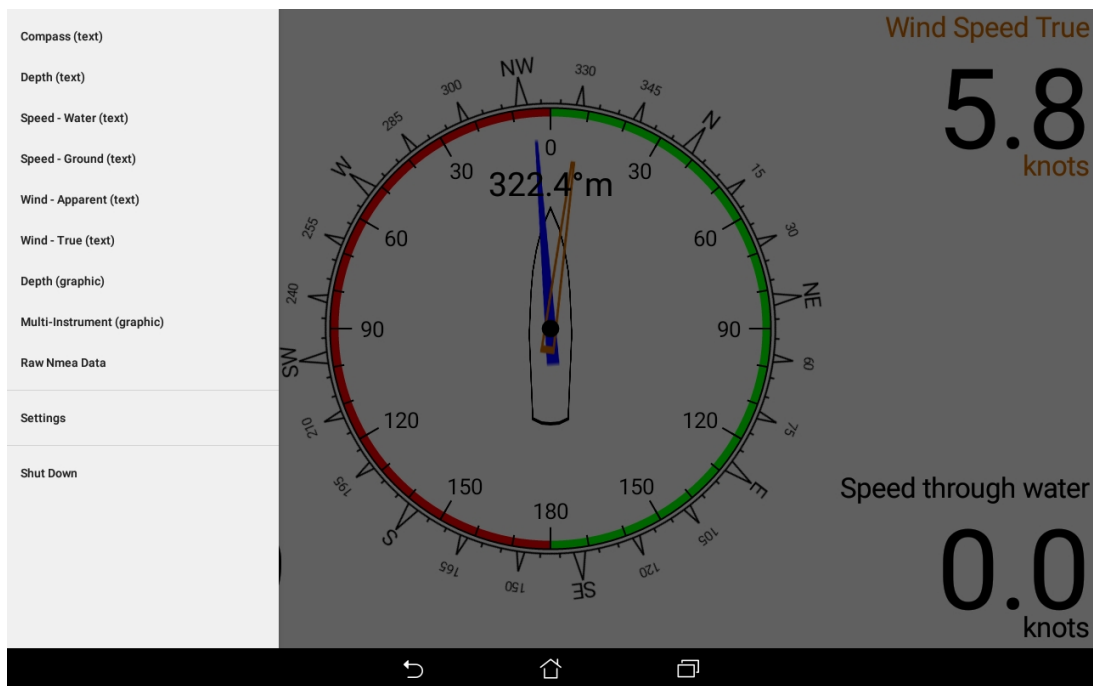 Compass (text)
Depth (text)
Speed - Water (text)
Speed - Ground (text)
Wind - Apparent (text)
Wind - True (text)
Depth (graphic)
Multi-Instrument (graphic)
Raw Nmea Data
Settings
Shut Down
NW
330
345
N
15
30
NE
60
75
E
105
120
SE
150
165
S
195
210
SW
240
255
W
285
300
0
30
30
322.4°m
60
60
90
90
120
120
150
150
180
Wind Speed True
5.8
knots
Speed through water
0.0
knots